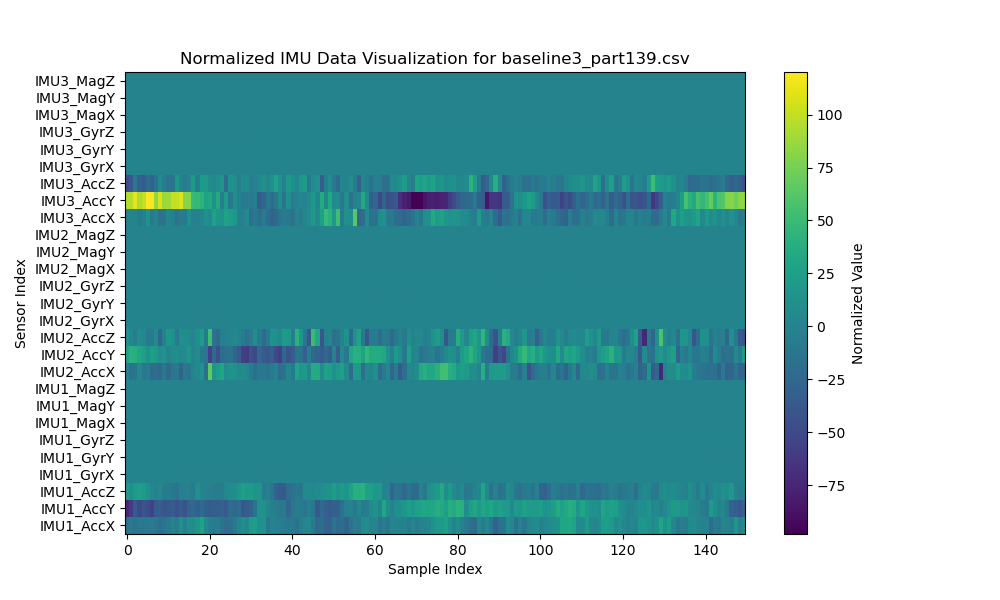 Normalized IMU Data Visualization for baseline3_part139.csv
IMU3_MagZ
IMU3_MagY
IMU3_MagX
IMU3_GyrZ
IMU3_GyrY
IMU3_GyrX
IMU3_AccZ
IMU3_AccY
IMU3_AccX
IMU2_MagZ
IMU2_MagY
IMU2_MagX
IMU2_GyrZ
IMU2_GyrY
IMU2_GyrX
IMU2_AccZ
IMU2_AccY
IMU2_AccX
IMU1_MagZ
IMU1_MagY
IMU1_MagX
IMU1_GyrZ
IMU1_GyrY
IMU1_GyrX
IMU1_AccZ
IMU1_AccY
IMU1_AccX
Sensor Index
0 20 40 60 80 100 120 140
Sample Index
100
75
50
25
0
−25
−50
−75
Normalized Value